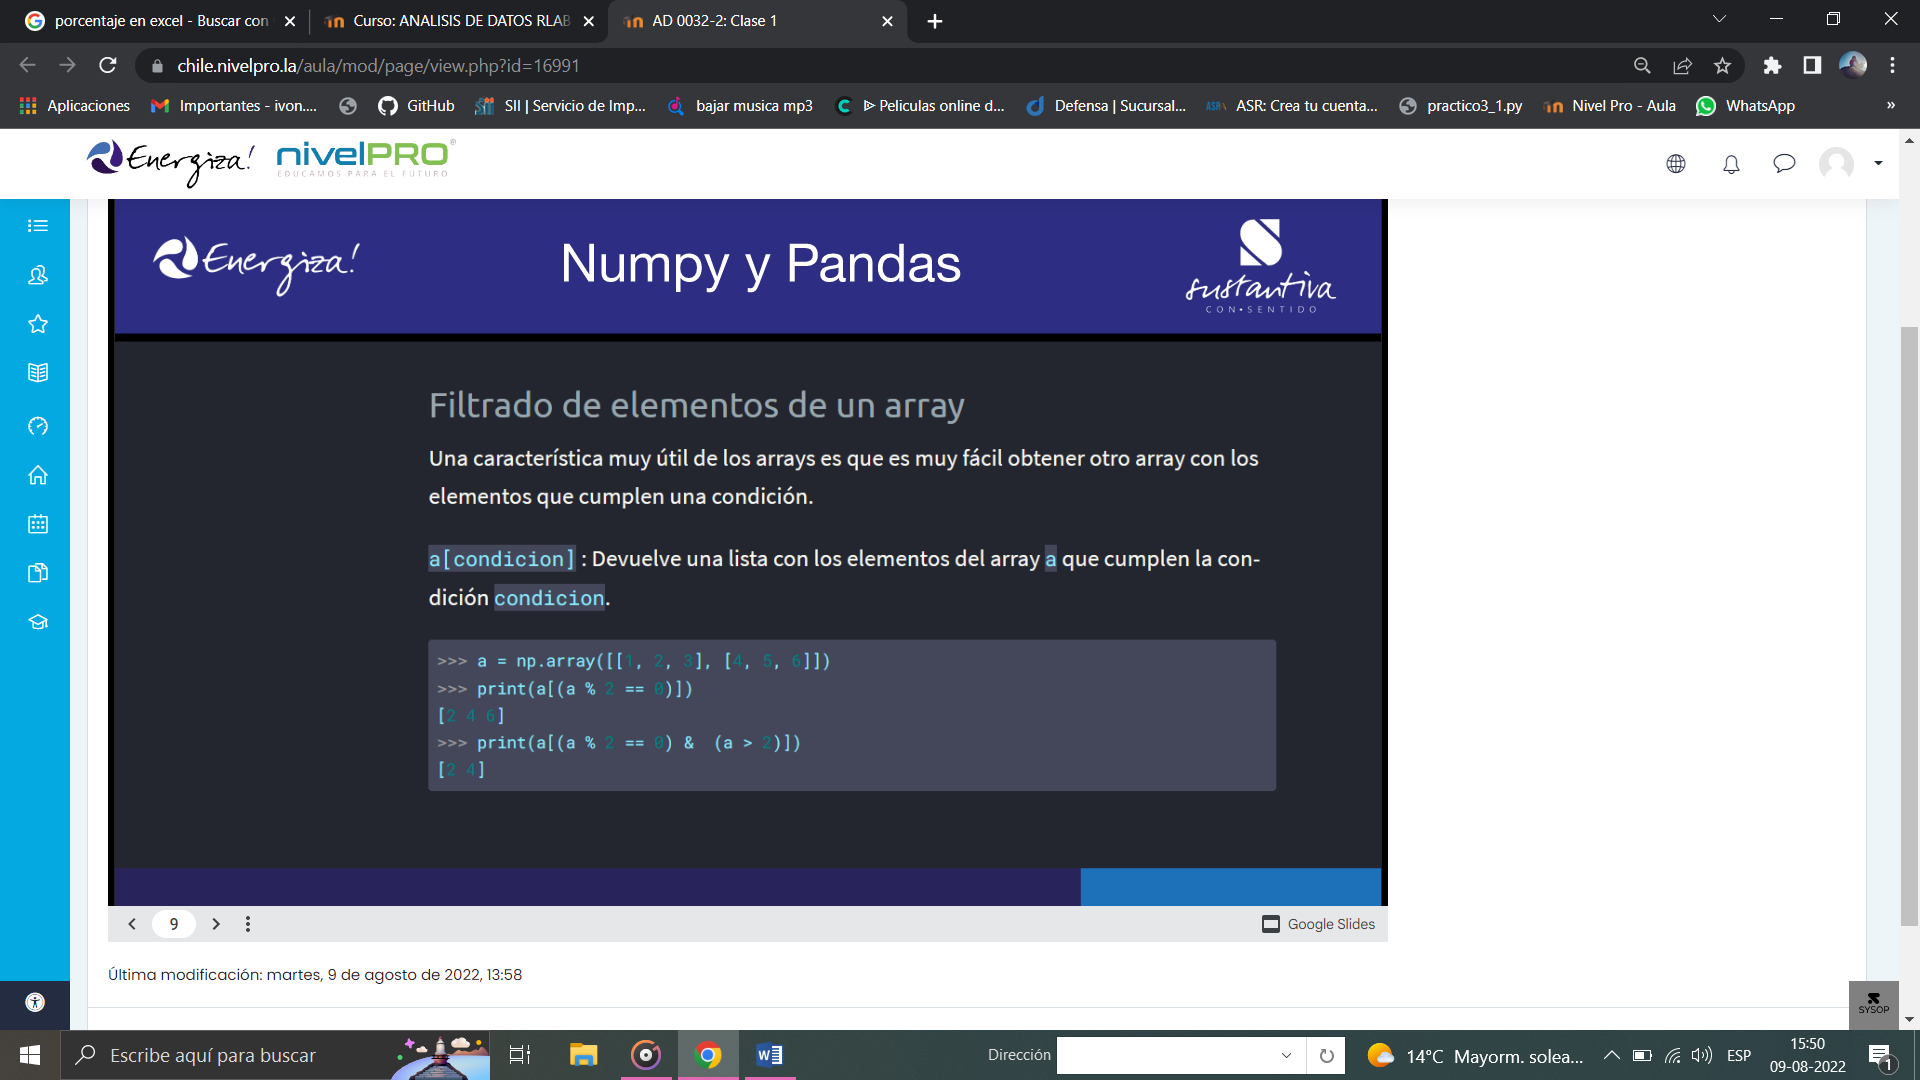 porcentaje en excel - Buscar con
Curso: ANALISIS DE DATOS RLAB
AD 0032-2: Clase 1
chile.nivelpro.la/aula/mod/page/view.php?id=16991
Aplicaciones
Importantes - ivon....
GitHub
SII | Servicio de Imp...
bajar musica mp3
ᐅ Peliculas online d...
Defensa | Sucursal...
ASR: Crea tu cuenta...
practico3_1.py
Nivel Pro - Aula
WhatsApp
»
Energiza!
nivelPRO®
EDUCAMOS PARA EL FUTURO
Energiza!
Numpy y Pandas
sustantiva
CON•SENTIDO
Filtrado de elementos de un array
Una característica muy útil de los arrays es que es muy fácil obtener otro array con los
elementos que cumplen una condición.
a[condicion] : Devuelve una lista con los elementos del array a que cumplen la con-
dición condicion.
>>> a = np.array([[1, 2, 3], [4, 5, 6]])
>>> print(a[(a % 2 == 0)])
[2 4 6]
>>> print(a[(a % 2 == 0) &  (a > 2)])
[2 4]
9
Google Slides
Última modificación: martes, 9 de agosto de 2022, 13:58
SYSOP
Escribe aquí para buscar
Dirección
14°C Mayorm. solea...
ESP
15:50
09-08-2022
1